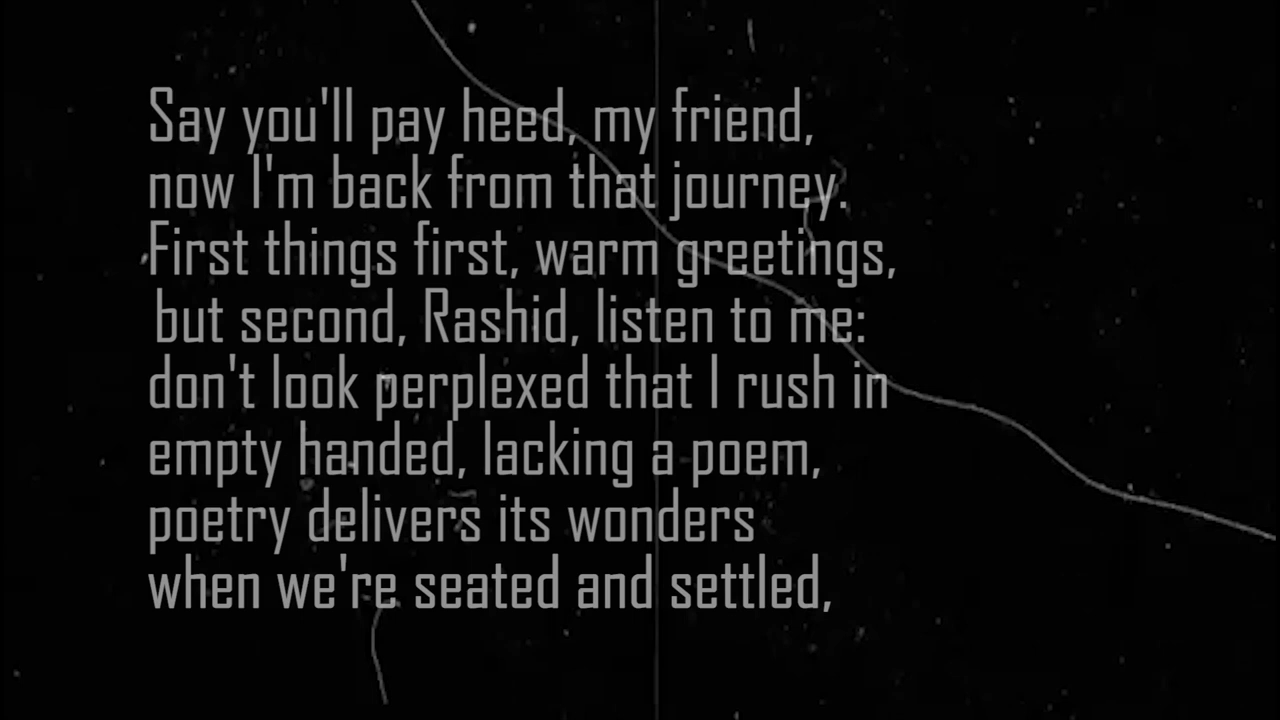 Say you'll pay heed, my friend,
now I'm back from that journey.
First things first, warm greetings,
but second, Rashid, listen to me:
don't look perplexed that I rush in
empty handed, lacking a poem,
poetry delivers its wonders
when we're seated and settled,